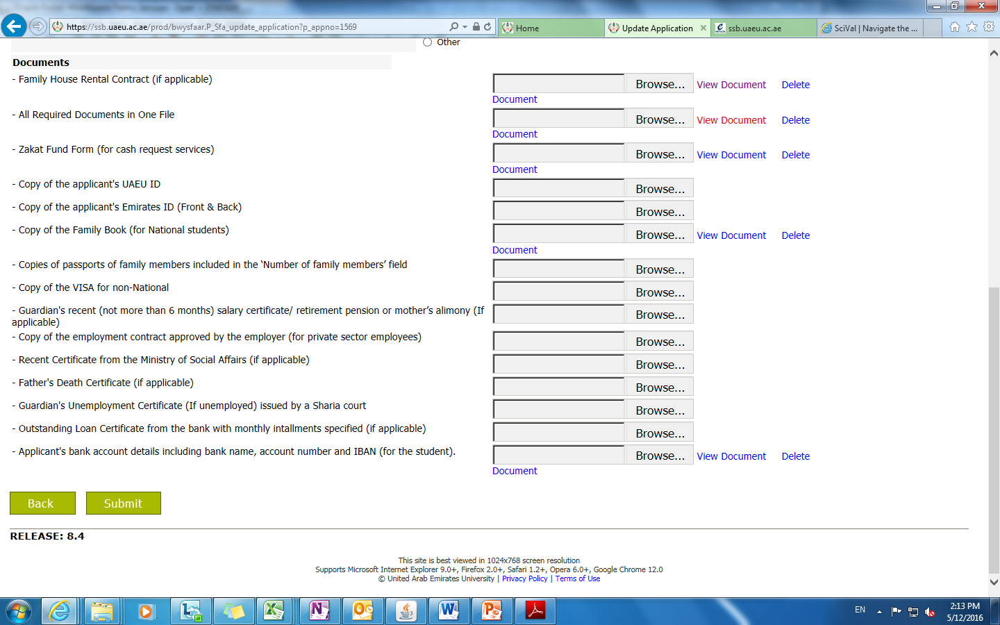 https://ssb.uaeu.ac.ae/prod/bwysfaar.P_Sfa_update_application?p_appno=1569
Home
Update Application
ssb.uaeu.ac.ae
SciVal | Navigate the ...
Other
Documents
- Family House Rental Contract (if applicable)
Browse... View Document Delete
Document
- All Required Documents in One File
Browse... View Document Delete
Document
- Zakat Fund Form (for cash request services)
Browse... View Document Delete
Document
- Copy of the applicant's UAEU ID
Browse...
- Copy of the applicant's Emirates ID (Front & Back)
Browse...
- Copy of the Family Book (for National students)
Browse... View Document Delete
Document
- Copies of passports of family members included in the ‘Number of family members’ field
Browse...
- Copy of the VISA for non-National
Browse...
- Guardian's recent (not more than 6 months) salary certificate/ retirement pension or mother’s alimony (If
applicable)
Browse...
- Copy of the employment contract approved by the employer (for private sector employees)
Browse...
- Recent Certificate from the Ministry of Social Affairs (if applicable)
Browse...
- Father's Death Certificate (if applicable)
Browse...
- Guardian's Unemployment Certificate (If unemployed) issued by a Sharia court
Browse...
- Outstanding Loan Certificate from the bank with monthly intallments specified (if applicable)
Browse...
- Applicant's bank account details including bank name, account number and IBAN (for the student).
Browse... View Document Delete
Document
Back Submit
RELEASE: 8.4
This site is best viewed in 1024x768 screen resolution
Supports Microsoft Internet Explorer 9.0+, Firefox 2.0+, Safari 1.2+, Opera 6.0+, Google Chrome 12.0
© United Arab Emirates University | Privacy Policy | Terms of Use
EN
2:13 PM
5/12/2016